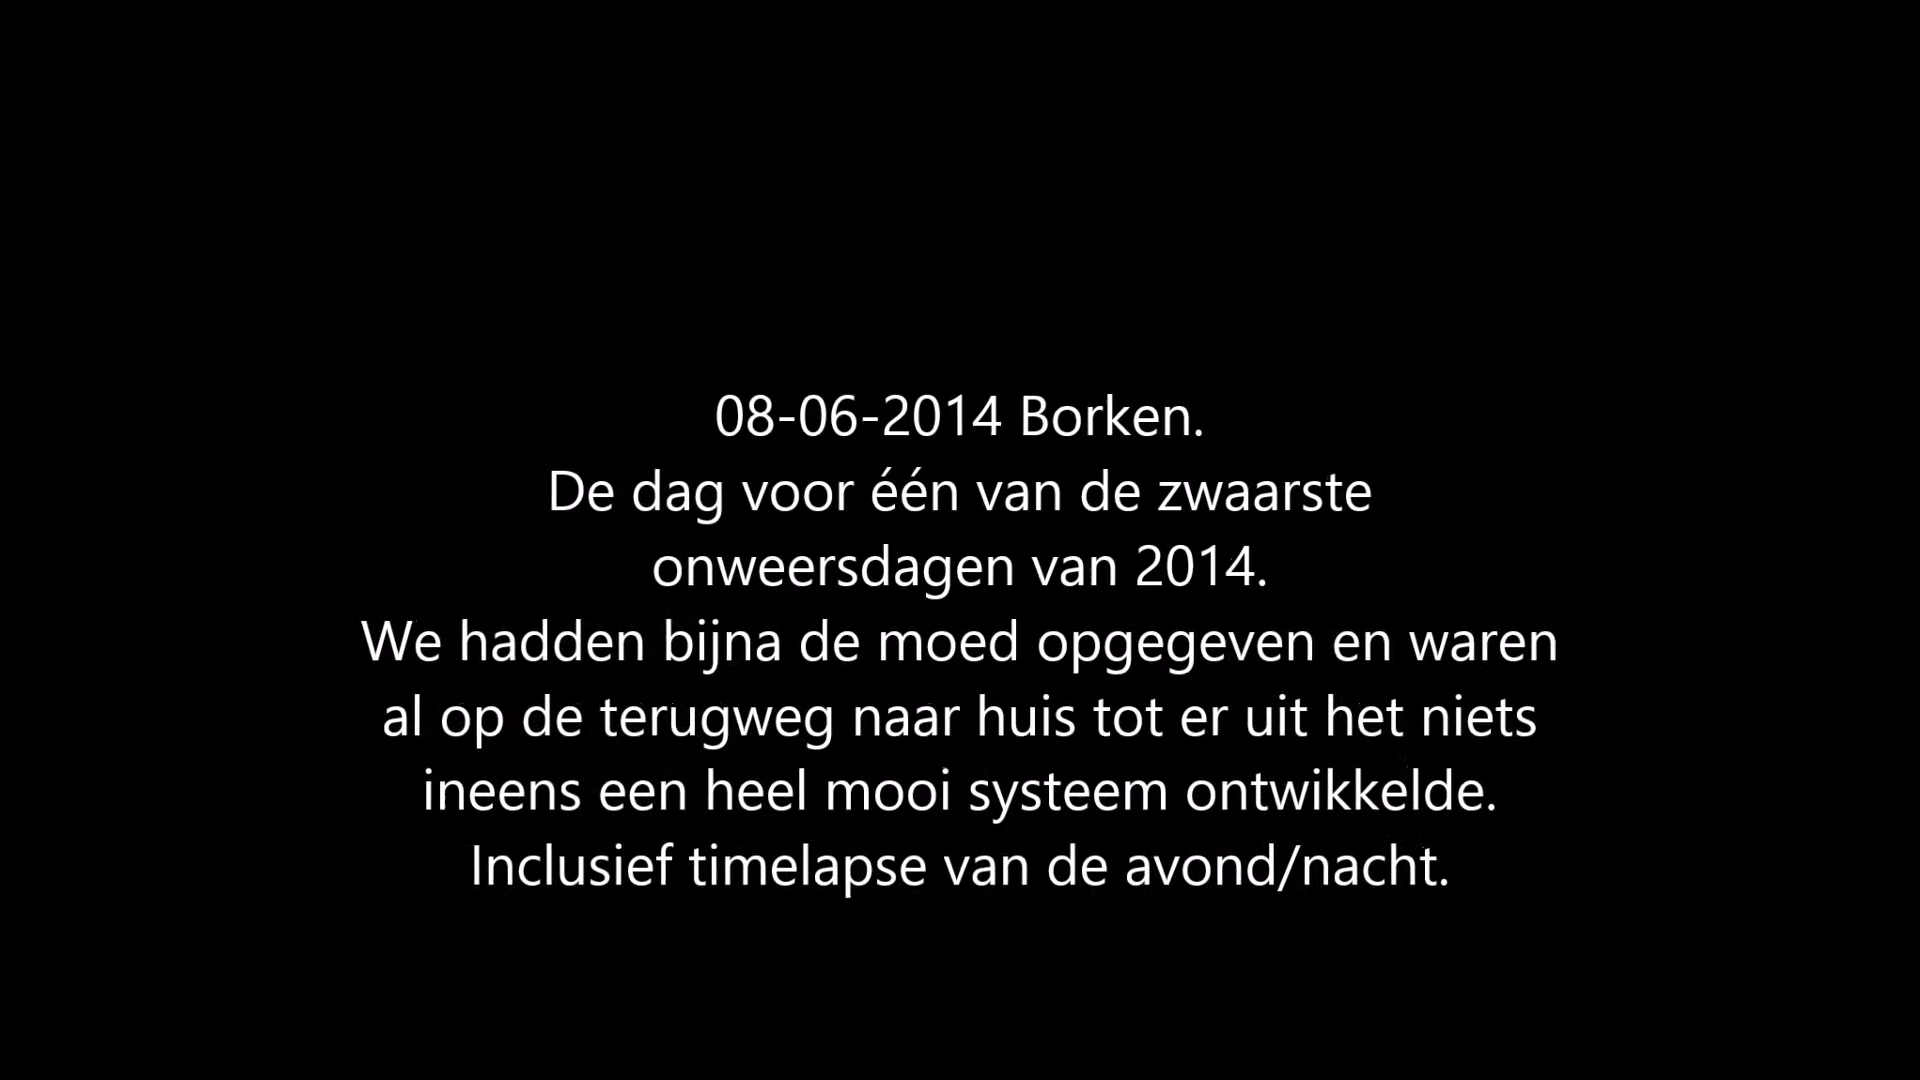 08-06-2014 Borken.
De dag voor één van de zwaarste
onweersdagen van 2014.
We hadden bijna de moed opgegeven en waren
al op de terugweg naar huis tot er uit het niets
ineens een heel mooi systeem ontwikkelde.
Inclusief timelapse van de avond/nacht.